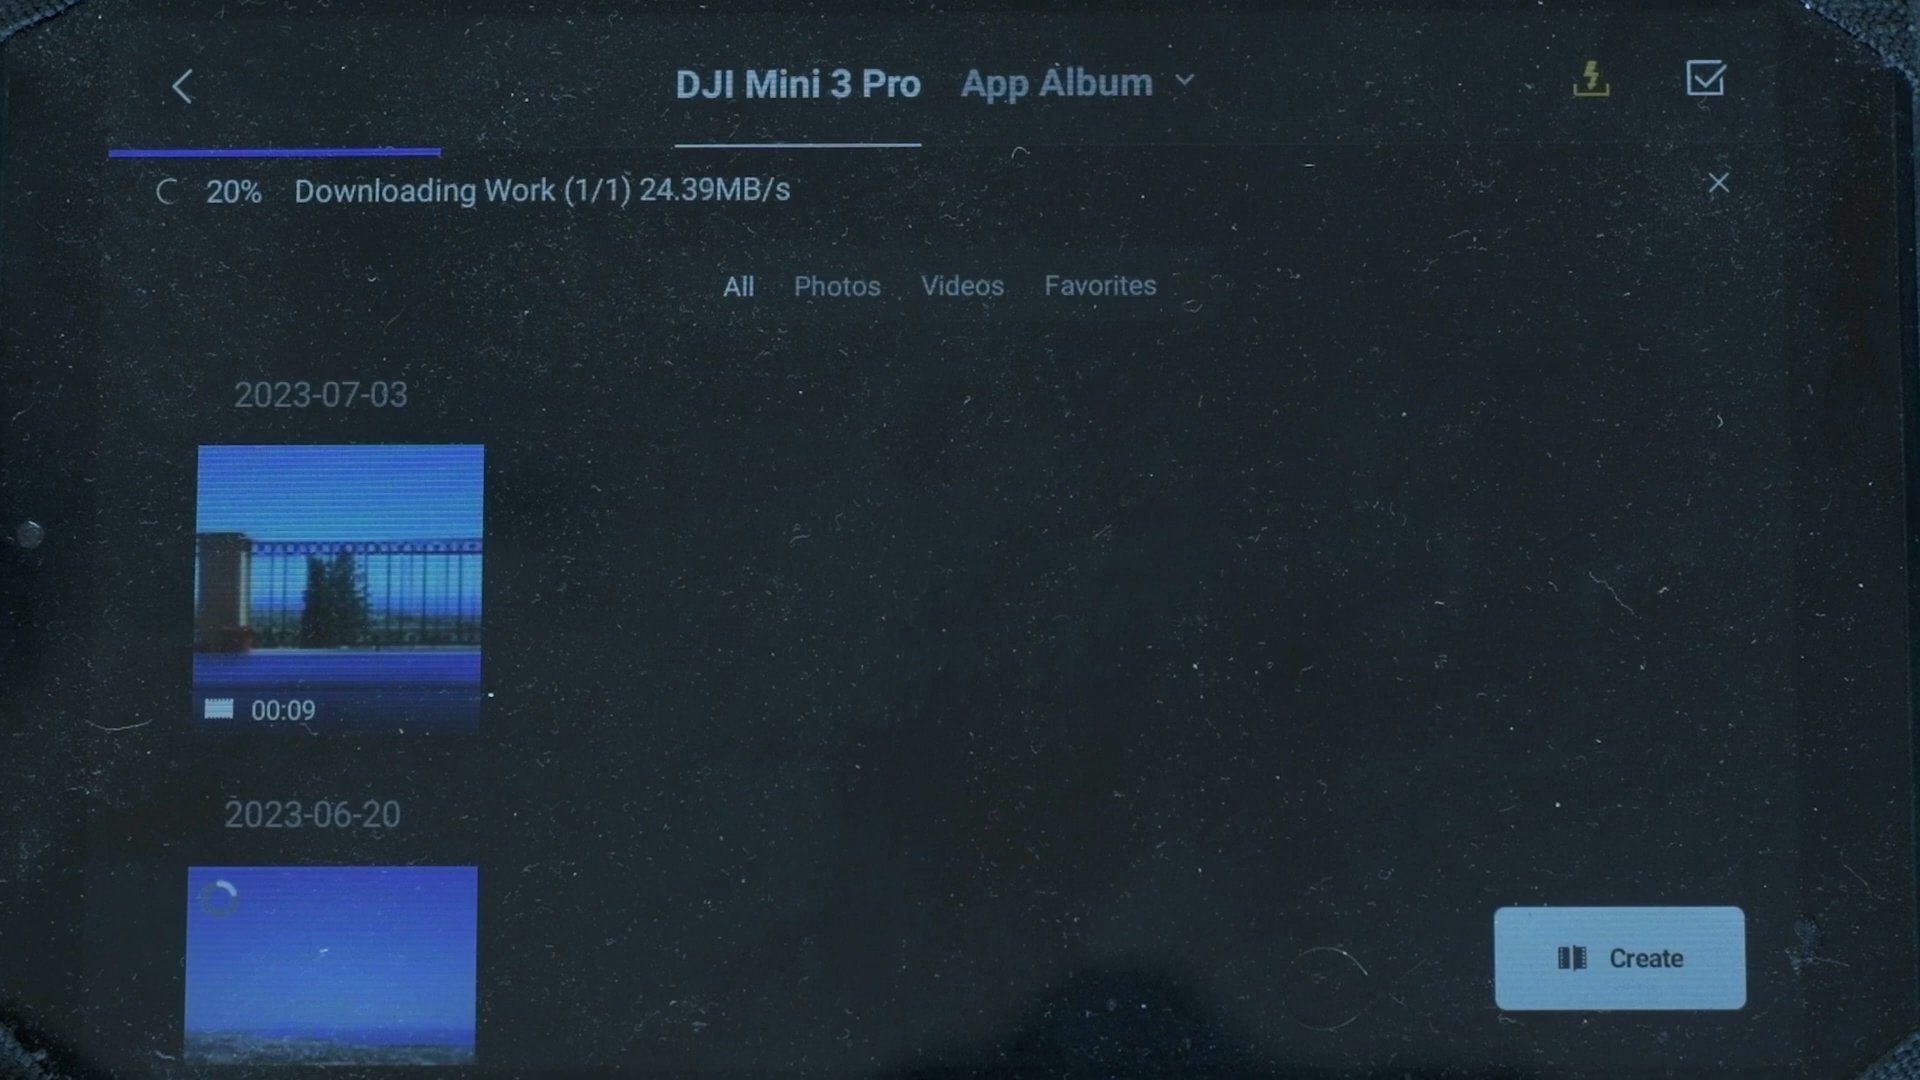 DJI Mini 3 Pro App Album
20% Downloading Work (1/1) 24.39MB/s
All Photos Videos Favorites
2023-07-03
00:09
2023-06-20
Create